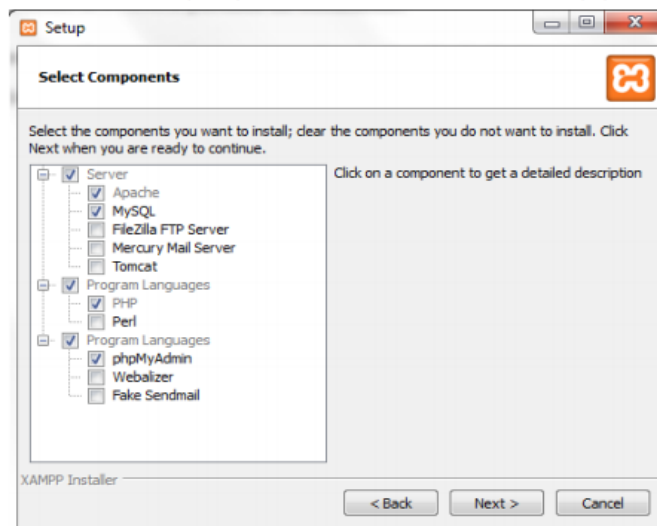 Setup
Select Components
Select the components you want to install; clear the components you do not want to install. Click
Next when you are ready to continue.
Server
Apache
MySQL
FileZilla FTP Server
Mercury Mail Server
Tomcat
Program Languages
PHP
Perl
Program Languages
phpMyAdmin
Webalizer
Fake Sendmail
Click on a component to get a detailed description
XAMPP Installer
< Back
Next >
Cancel